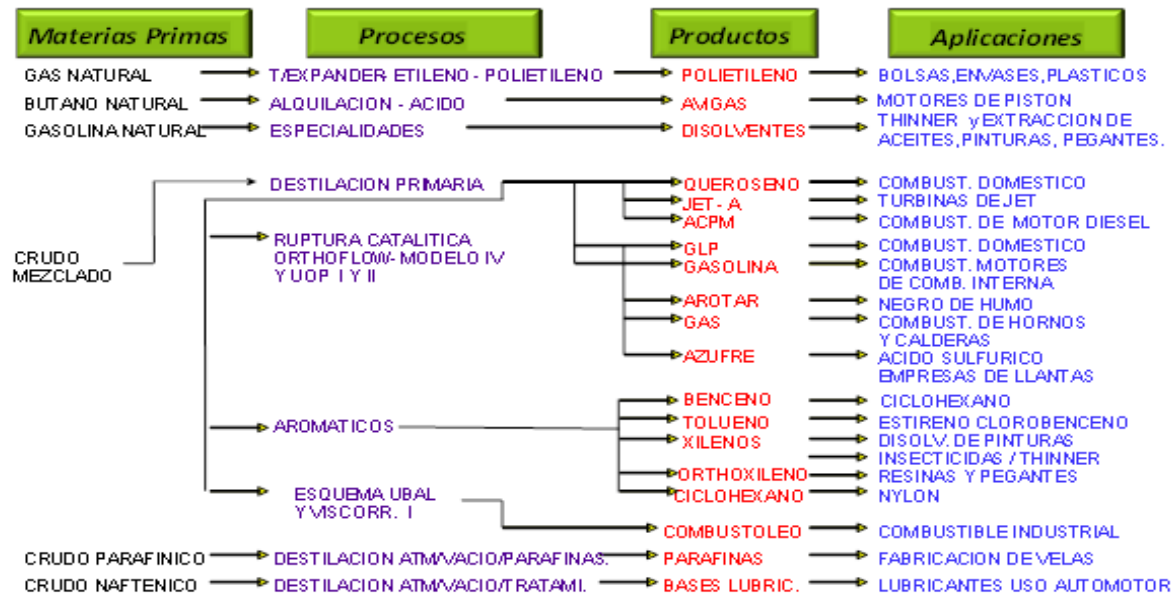 Materias Primas Procesos Productos Aplicaciones
GAS NATURAL T/EXPANDER ETILENO - POLIETILENO POLIETILENO BOLSAS,ENVASES,PLASTICOS
BUTANO NATURAL ALQUILACION - ACIDO AVIGAS MOTORES DE PISTON
GASOLINA NATURAL ESPECIALIDADES DISOLVENTES THINNER y EXTRACCION DE
ACEITES,PINTURAS, PEGANTES.
DESTILACION PRIMARIA QUEROSENO COMBUST. DOMESTICO
JET - A TURBINAS DE JET
ACPM COMBUST. DE MOTOR DIESEL
CRUDO
MEZCLADO
RUPTURA CATALITICA
ORTHOFLOW- MODELO IV
Y UOP I Y II
GLP COMBUST. DOMESTICO
GASOLINA COMBUST. MOTORES
DE COMB. INTERNA
AROTAR NEGRO DE HUMO
GAS COMBUST. DE HORNOS
Y CALDERAS
AZUFRE ACIDO SULFURICO
EMPRESAS DE LLANTAS
BENCENO CICLOHEXANO
AROMATICOS TOLUENO ESTIRENO CLOROBENCENO
XILENOS DISOLV. DE PINTURAS
INSECTICIDAS / THINNER
ORTHOXILENO RESINAS Y PEGANTES
CICLOHEXANO NYLON
ESQUEMA UBAL
Y VISCORR. I
COMBUSTOLEO COMBUSTIBLE INDUSTRIAL
CRUDO PARAFINICO DESTILACION ATM/VACIO/PARAFINAS. PARAFINAS FABRICACION DE VELAS
CRUDO NAFTENICO DESTILACION ATM/VACIO/TRATAMI. BASES LUBRIC. LUBRICANTES USO AUTOMOTOR